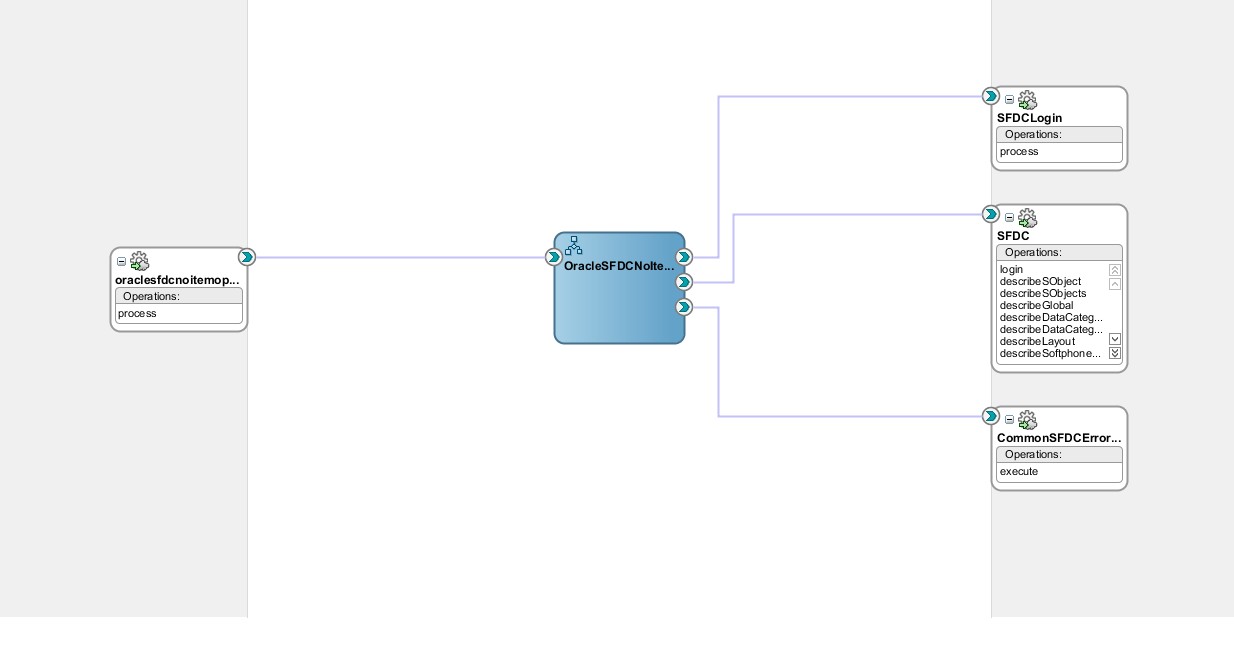 oraclesfdcnoitemop...
Operations:
process
OracleSFDCNoIte...
SFDCLogin
Operations:
process
SFDC
Operations:
login
describeSObject
describeSObjects
describeGlobal
describeDataCateg...
describeDataCateg...
describeLayout
describeSoftphone...
CommonSFDCError...
Operations:
execute